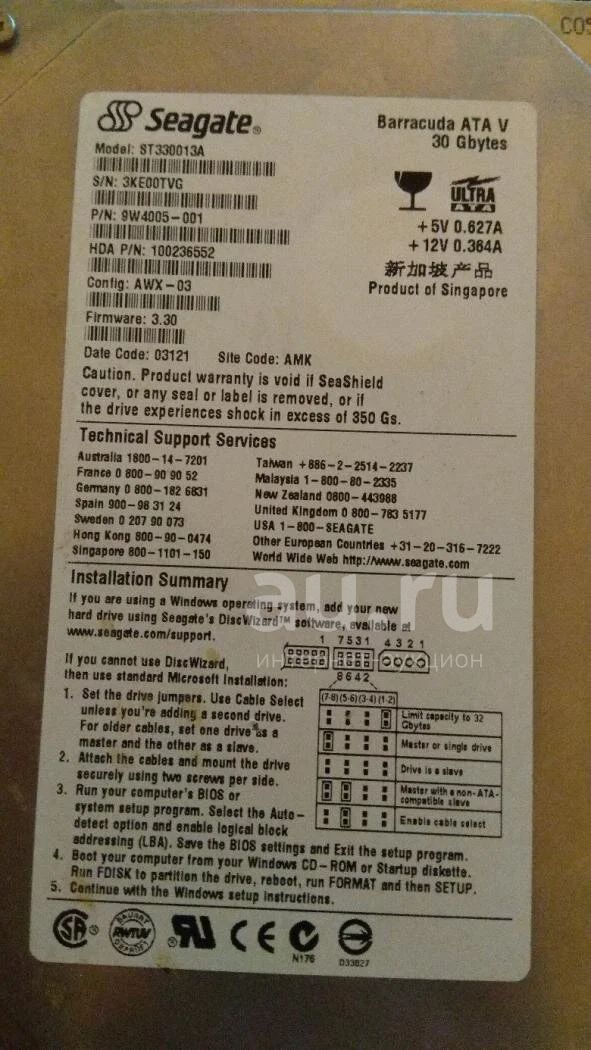 COS
Seagate®
Barracuda ATA V
30 Gbytes
Model: ST330013A
S/N: 3KE00TVG
P/N: 9W4005-001
HDA P/N: 100236552
Config: AWX-03
Firmware: 3.30
Date Code: 03121 Site Code: AMK
ULTRA
ATA
+5V 0.627A
+12V 0.364A
新加坡产品
Product of Singapore
Caution. Product warranty is void if SeaShield
cover, or any seal or label is removed, or if
the drive experiences shock in excess of 350 Gs.
Technical Support Services
Australia 1800-14-7201
France 0 800-90 90 52
Germany 0 800-182 6831
Spain 900-98 31 24
Sweden 0 207 90 073
Hong Kong 800-90-0474
Singapore 800-1101-150
Taiwan +886-2-2514-2237
Malaysia 1-800-80-2335
New Zealand 0800-443988
United Kingdom 0 800-783 5177
USA 1-800-SEAGATE
Other European Countries +31-20-316-7222
World Wide Web http://www.seagate.com
Installation Summary
If you are using a Windows operating system, add your new
hard drive using Seagate's DiscWizard™ software, available at
www.seagate.com/support.
au.ru
интернет аукцион
If you cannot use DiscWizard,
then use standard Microsoft Installation:
1. Set the drive jumpers. Use Cable Select
unless you're adding a second drive.
For older cables, set one drive as a
master and the other as a slave.
2. Attach the cables and mount the drive
securely using two screws per side.
3. Run your computer's BIOS or
system setup program. Select the Auto-
detect option and enable logical block
addressing (LBA). Save the BIOS settings and Exit the setup program.
4. Boot your computer from your Windows CD-ROM or Startup diskette.
Run FDISK to partition the drive, reboot, run FORMAT and then SETUP.
5. Continue with the Windows setup instructions.
1 7531 4321
8642
(7-8) (5-6) (3-4) (1-2)
Limit capacity to 32
Gbytes
Master or single drive
Drive is a slave
Master with a non-ATA-
compatible slave
Enable cable select
SA®
BAUART
RWTÜV
GEPRÜFT
CE
N176
D33027